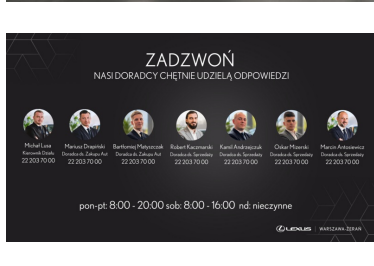 ZADZWOŃ
NASI DORADCY CHĘTNIE UDZIELĄ ODPOWIEDZI
Michał Lusa
Kierownik Działu
22 203 70 00
Mariusz Drapiński
Doradca ds. Zakupu Aut
22 203 70 00
Bartłomiej Matyszczak
Doradca ds. Zakupu Aut
22 203 70 00
Robert Kaczmarski
Doradca ds. Sprzedaży
22 203 70 00
Kamil Andrzejczuk
Doradca ds. Sprzedaży
22 203 70 00
Oskar Mizerski
Doradca ds. Sprzedaży
22 203 70 00
Marcin Antosiewicz
Doradca ds. Sprzedaży
22 203 70 00
pon-pt: 8:00 - 20:00 sob: 8:00 - 16:00 nd: nieczynne
LEXUS WARSZAWA-ŻERAŃ